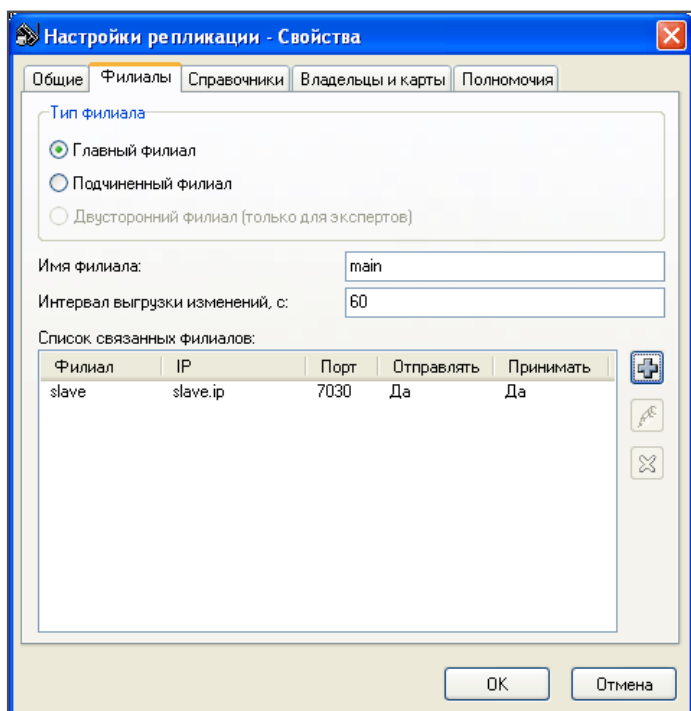 Настройки репликации - Свойства
Общие Филиалы Справочники Владельцы и карты Полномочия
Тип филиала
Главный филиал
Подчиненный филиал
Двусторонний филиал (только для экспертов)
Имя филиала: main
Интервал выгрузки изменений, с: 60
Список связанных филиалов:
Филиал IP Порт Отправлять Принимать
slave slave.ip 7030 Да Да
OK Отмена